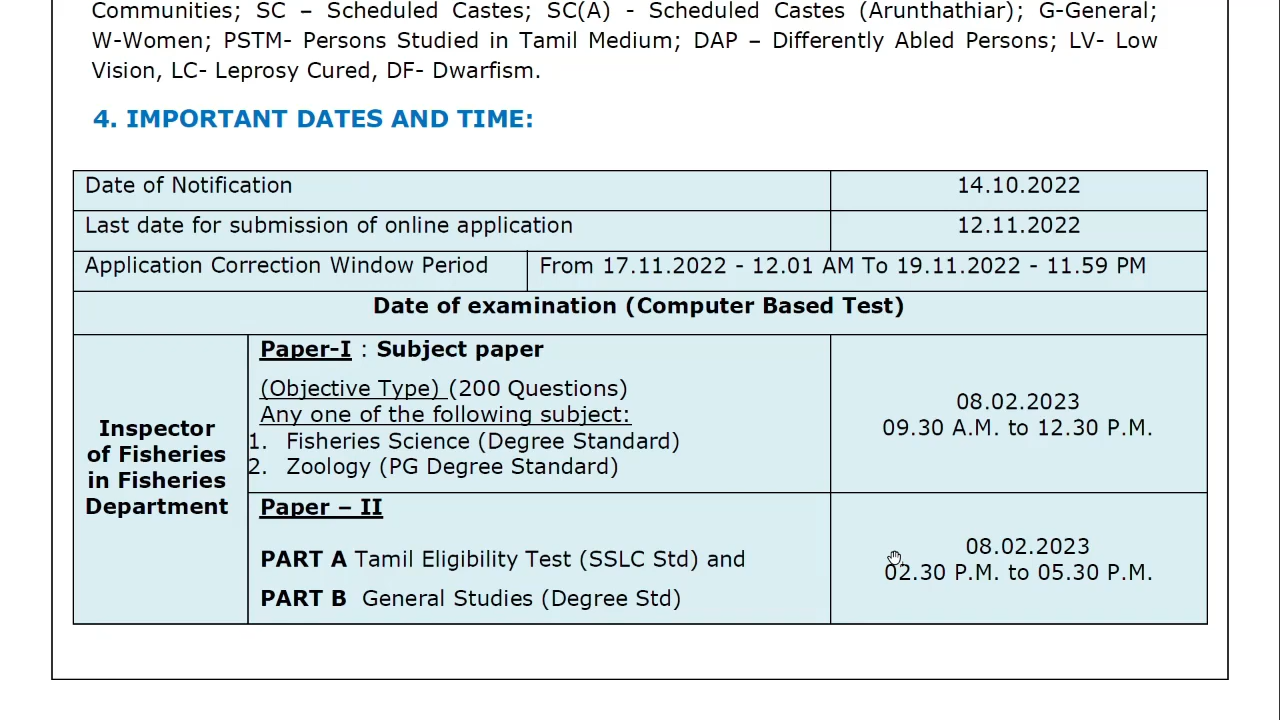 Communities; SC – Scheduled Castes; SC(A) - Scheduled Castes (Arunthathiar); G-General;
W-Women; PSTM- Persons Studied in Tamil Medium; DAP – Differently Abled Persons; LV- Low
Vision, LC- Leprosy Cured, DF- Dwarfism.
4. IMPORTANT DATES AND TIME:
Date of Notification 14.10.2022
Last date for submission of online application 12.11.2022
Application Correction Window Period From 17.11.2022 - 12.01 AM To 19.11.2022 - 11.59 PM
Date of examination (Computer Based Test)
Inspector
of Fisheries
in Fisheries
Department
Paper-I : Subject paper
(Objective Type) (200 Questions)
Any one of the following subject:
1. Fisheries Science (Degree Standard)
2. Zoology (PG Degree Standard)
08.02.2023
09.30 A.M. to 12.30 P.M.
Paper – II
PART A Tamil Eligibility Test (SSLC Std) and
PART B General Studies (Degree Std)
08.02.2023
02.30 P.M. to 05.30 P.M.